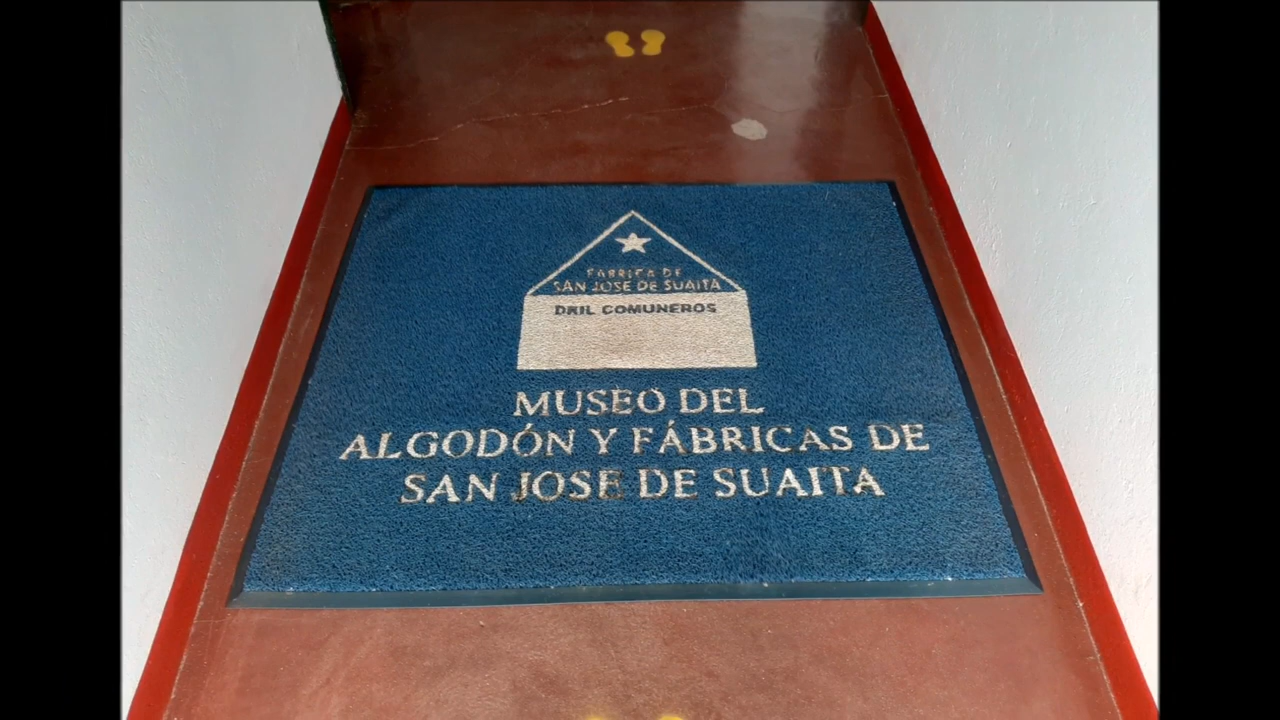 FABRICA DE
SAN JOSE DE SUAITA
DRIL COMUNEROS
MUSEO DEL
ALGODÓN Y FÁBRICAS DE
SAN JOSE DE SUAITA